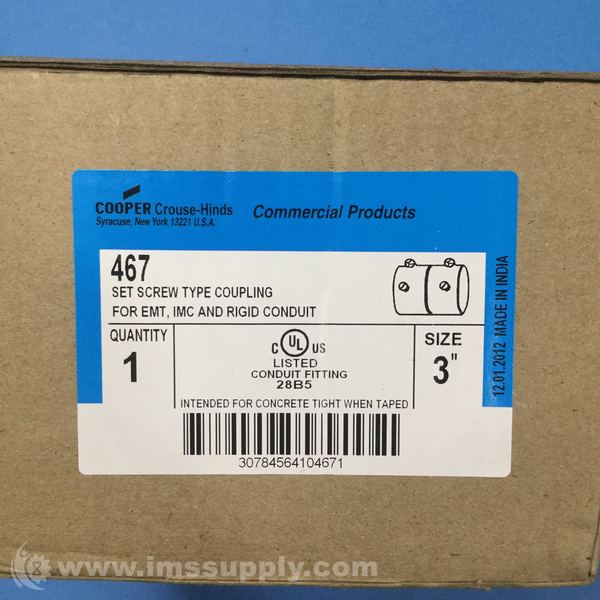 COOPER Crouse-Hinds
Syracuse, New York 13221 U.S.A.
Commercial Products
467
SET SCREW TYPE COUPLING
FOR EMT, IMC AND RIGID CONDUIT
QUANTITY
1
C UL US
LISTED
CONDUIT FITTING
28B5
SIZE
3"
INTENDED FOR CONCRETE TIGHT WHEN TAPED
30784564104671
12.01.2012 MADE IN INDIA
www.imssupply.com